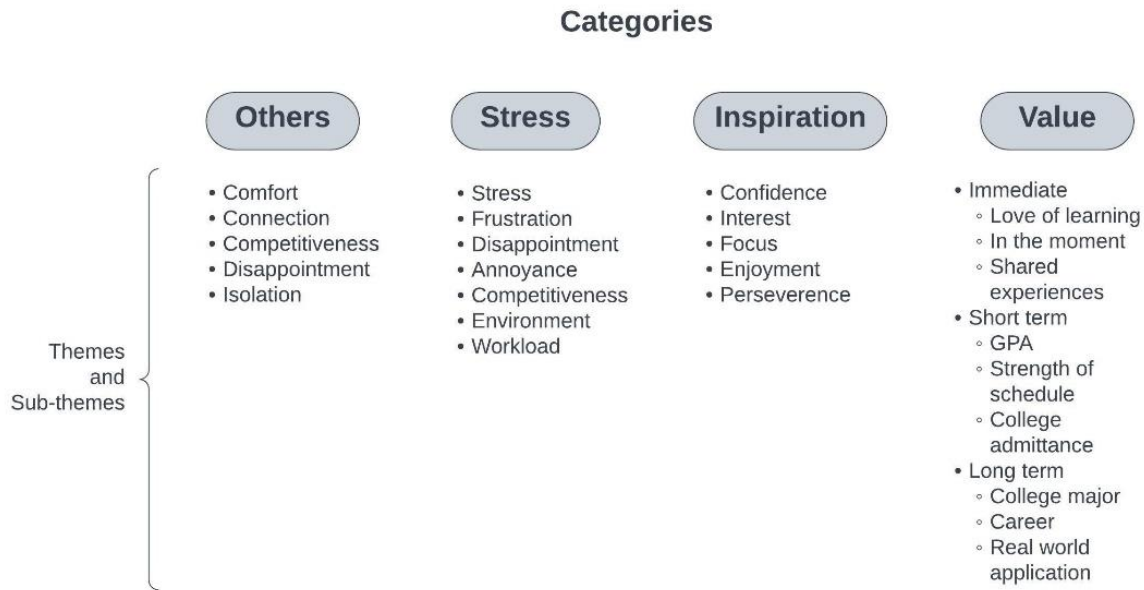 Categories
Others
• Comfort
• Connection
• Competitiveness
• Disappointment
• Isolation
Stress
• Stress
• Frustration
• Disappointment
• Annoyance
• Competitiveness
• Environment
• Workload
Inspiration
• Confidence
• Interest
• Focus
• Enjoyment
• Perseverence
Value
• Immediate
◦ Love of learning
◦ In the moment
◦ Shared
experiences
• Short term
◦ GPA
◦ Strength of
schedule
◦ College
admittance
• Long term
◦ College major
◦ Career
◦ Real world
application
Themes
and
Sub-themes